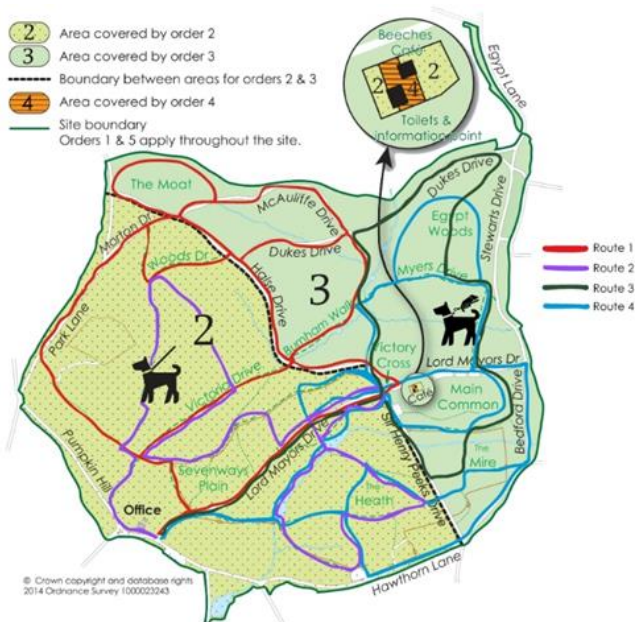 2 Area covered by order 2
3 Area covered by order 3
Boundary between areas for orders 2 & 3
4 Area covered by order 4
Site boundary
Orders 1 & 5 apply throughout the site.
Beeches
Café
2
4
2
Toilets &
information point
Egypt Lane
The Moat
McAuliffe Drive
Dukes Drive
Egypt
Woods
Stewarts Drive
Morton Dr
Woods Dr
Dukes Drive
Halse Drive
3
Myers Drive
Route 1
Route 2
Route 3
Route 4
Park Lane
2
Burnham Walk
Victory
Cross
Lord Mayors Dr
Victoria Drive
Café
Main
Common
Bedford Drive
Pumpkin Hill
Sevenways
Plain
Lord Mayors Drive
Sir Henry Peeks Drive
The
Mire
The
Heath
Office
Hawthorn Lane
© Crown copyright and database rights
2014 Ordnance Survey 1000023243